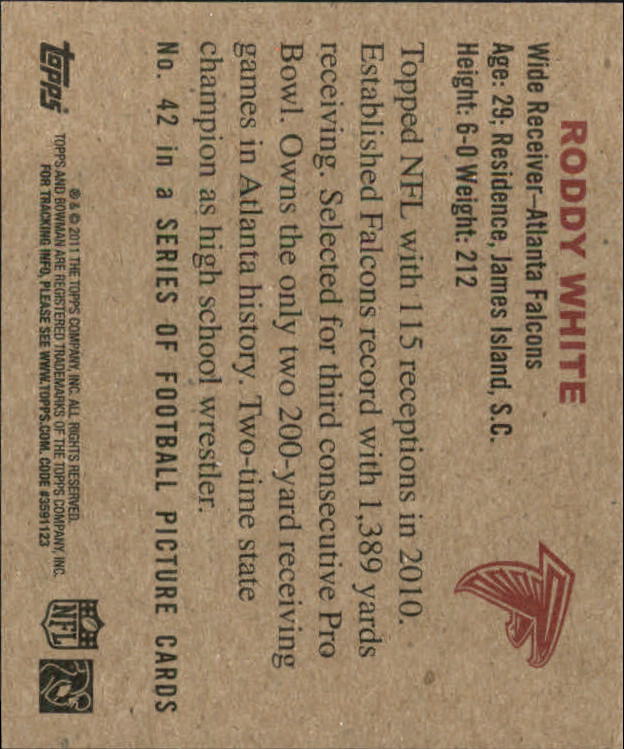 RODDY WHITE
Wide Receiver–Atlanta Falcons
Age: 29; Residence, James Island, S.C.
Height: 6-0 Weight: 212
Topped NFL with 115 receptions in 2010.
Established Falcons record with 1,389 yards
receiving. Selected for third consecutive Pro
Bowl. Owns the only two 200-yard receiving
games in Atlanta history. Two-time state
champion as high school wrestler.
No. 42 in a SERIES OF FOOTBALL PICTURE CARDS
topps
® & © 2011 THE TOPPS COMPANY, INC. ALL RIGHTS RESERVED.
TOPPS AND BOWMAN ARE REGISTERED TRADEMARKS OF THE TOPPS COMPANY, INC.
FOR TRACKING INFO, PLEASE SEE WWW.TOPPS.COM. CODE #3591123
NFL